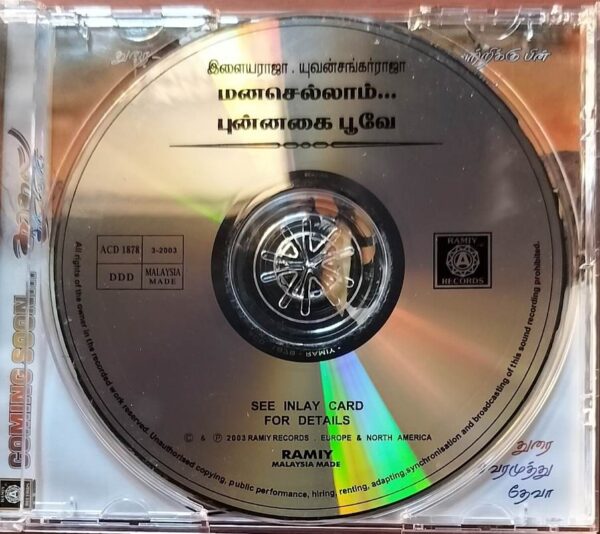 இளையராஜா . யுவன்சங்கர்ராஜா
மனசெல்லாம்...
புன்னகை பூவே
ACD 1878
3-2003
DDD
MALAYSIA
MADE
RAMIY
RECORDS
All rights of the owner in the recorded work reserved. Unauthorised copying, public performance, hiring, renting, adapting, synchronisation and broadcasting of this sound recording prohibited.
SEE INLAY CARD
FOR DETAILS
© & ℗ 2003 RAMIY RECORDS . EUROPE & NORTH AMERICA
RAMIY
MALAYSIA MADE
COMING SOON...
துரை
வரமுத்து
தேவா